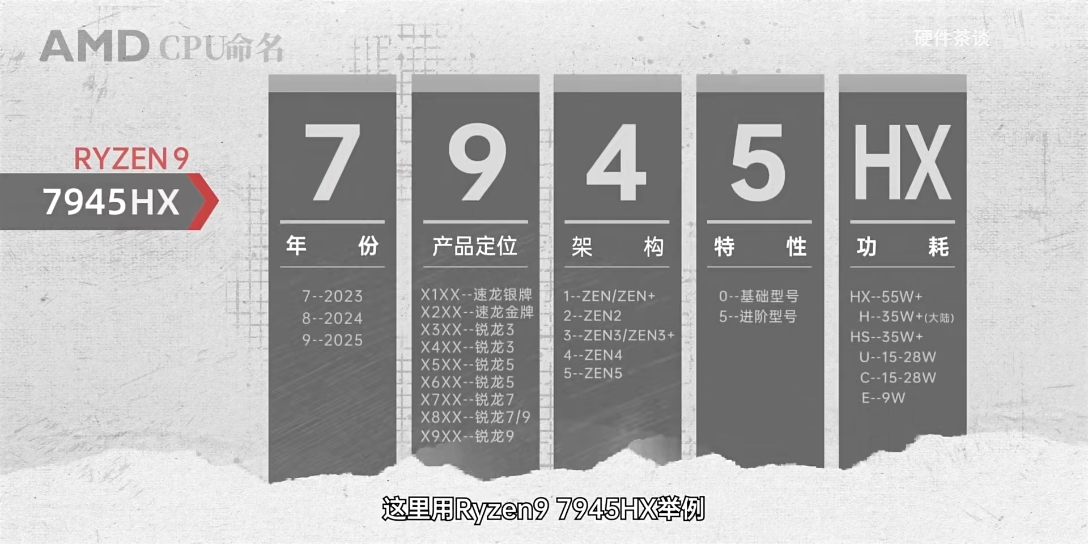 AMD CPU命名
硬件茶谈
RYZEN 9
7945HX
7
年份
7--2023
8--2024
9--2025
9
产品定位
X1XX--速龙银牌
X2XX--速龙金牌
X3XX--锐龙3
X4XX--锐龙3
X5XX--锐龙5
X6XX--锐龙5
X7XX--锐龙7
X8XX--锐龙7/9
X9XX--锐龙9
4
架构
1--ZEN/ZEN+
2--ZEN2
3--ZEN3/ZEN3+
4--ZEN4
5--ZEN5
5
特性
0--基础型号
5--进阶型号
HX
功耗
HX--55W+
H--35W+(大陆)
HS--35W+
U--15-28W
C--15-28W
E--9W
这里用Ryzen9 7945HX举例